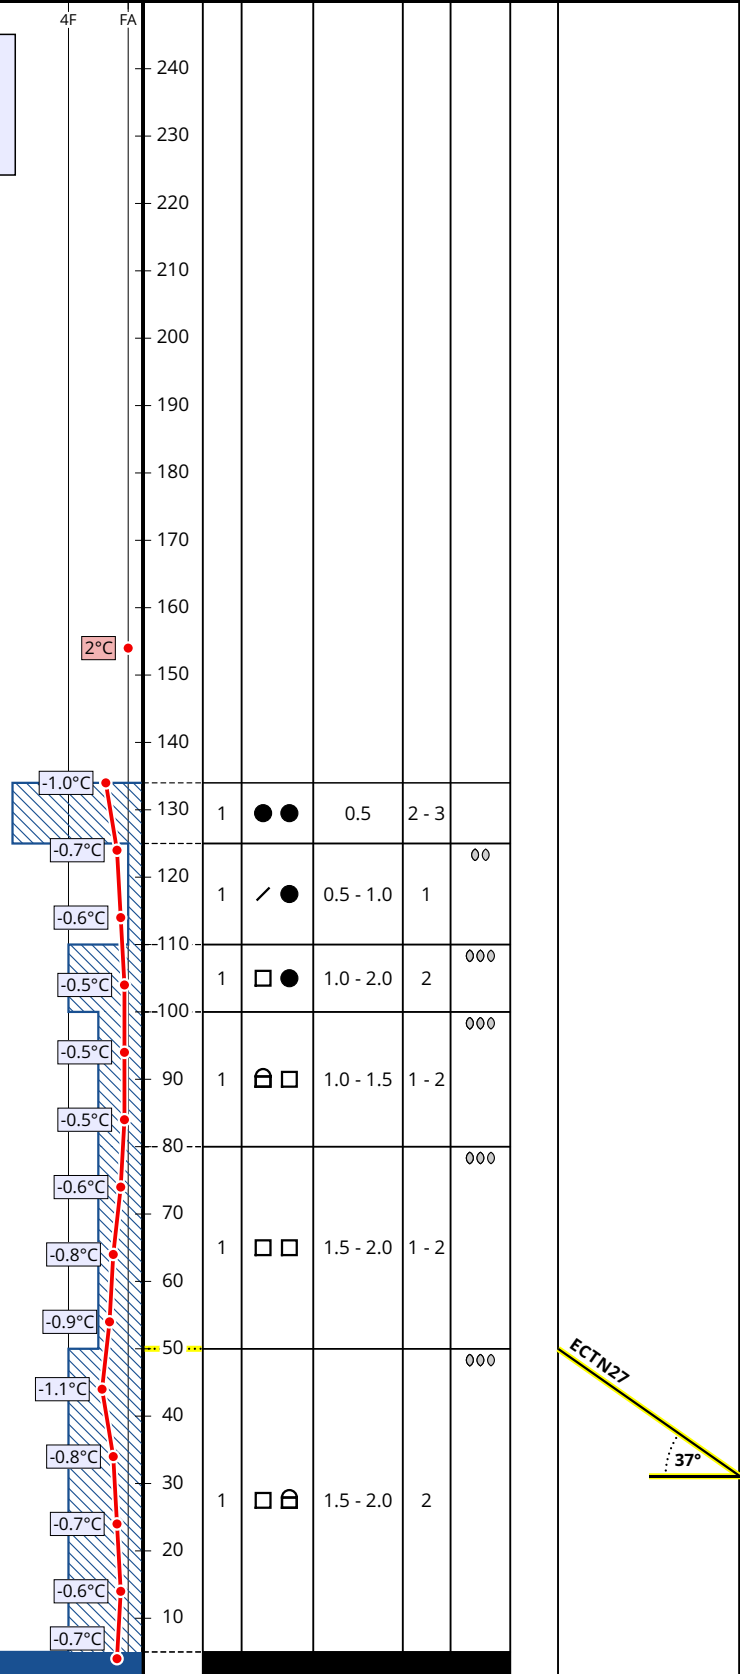 4F FA
240
230
220
210
200
190
180
170
160
2°C
150
140
-1.0°C
130 1 0.5 2 - 3
-0.7°C
120
1 0.5 - 1.0 1
-0.6°C
110
-0.5°C 1 1.0 - 2.0 2
100
-0.5°C
90 1 1.0 - 1.5 1 - 2
-0.5°C
80
-0.6°C
70
-0.8°C 1 1.5 - 2.0 1 - 2
60
-0.9°C
50 ECTN27
-1.1°C
40
-0.8°C 37°
30
1 1.5 - 2.0 2
-0.7°C
20
-0.6°C
10
-0.7°C